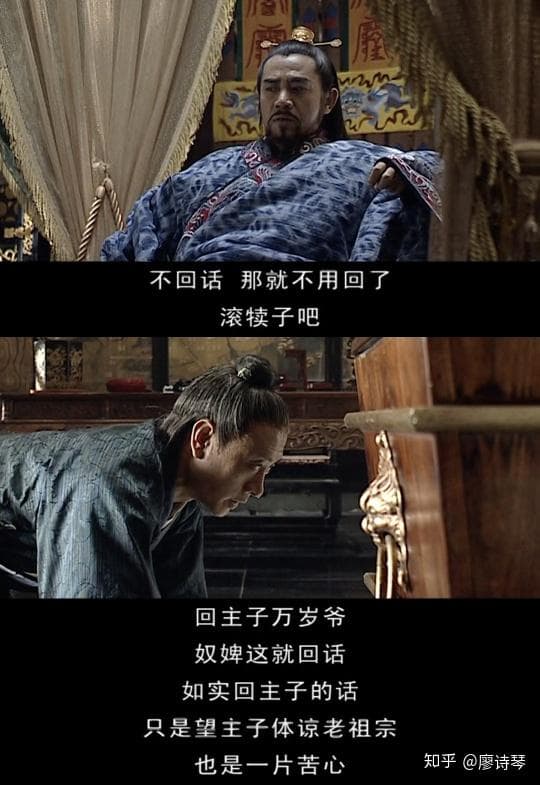 不回话 那就不用回了
滚犊子吧
回主子万岁爷
奴婢这就回话
如实回主子的话
只是望主子体谅老祖宗
也是一片苦心
知乎 @廖诗琴